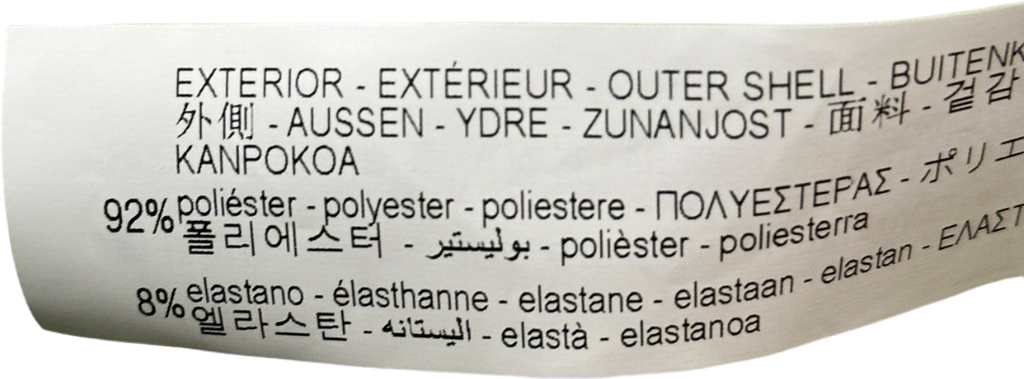 EXTERIOR - EXTÉRIEUR - OUTER SHELL - BUITENK
外側 - AUSSEN - YDRE - ZUNANJOST - 面料 - 겉감
KANPOKOA
92% poliéster - polyester - poliestere - ΠΟΛΥΕΣΤΕΡΑΣ - ポリエ
폴리에스터 - بوليستير - polièster - poliesterra
8% elastano - élasthanne - elastane - elastaan - elastan - ΕΛΑΣΤ
엘라스탄 - اليستانه - elastà - elastanoa